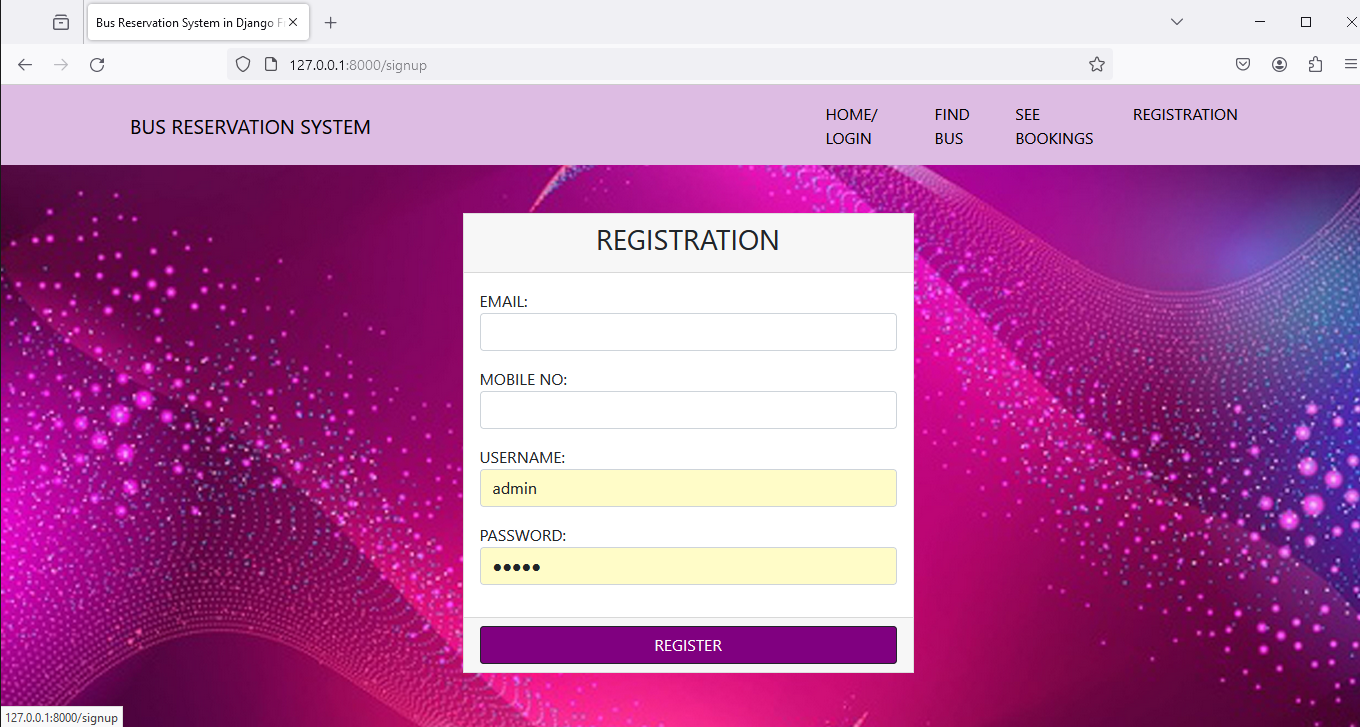 Bus Reservation System in Django
127.0.0.1:8000/signup
BUS RESERVATION SYSTEM
HOME/
LOGIN
FIND
BUS
SEE
BOOKINGS
REGISTRATION
REGISTRATION
EMAIL:
MOBILE NO:
USERNAME:
admin
PASSWORD:
●●●●●
REGISTER
127.0.0.1:8000/signup